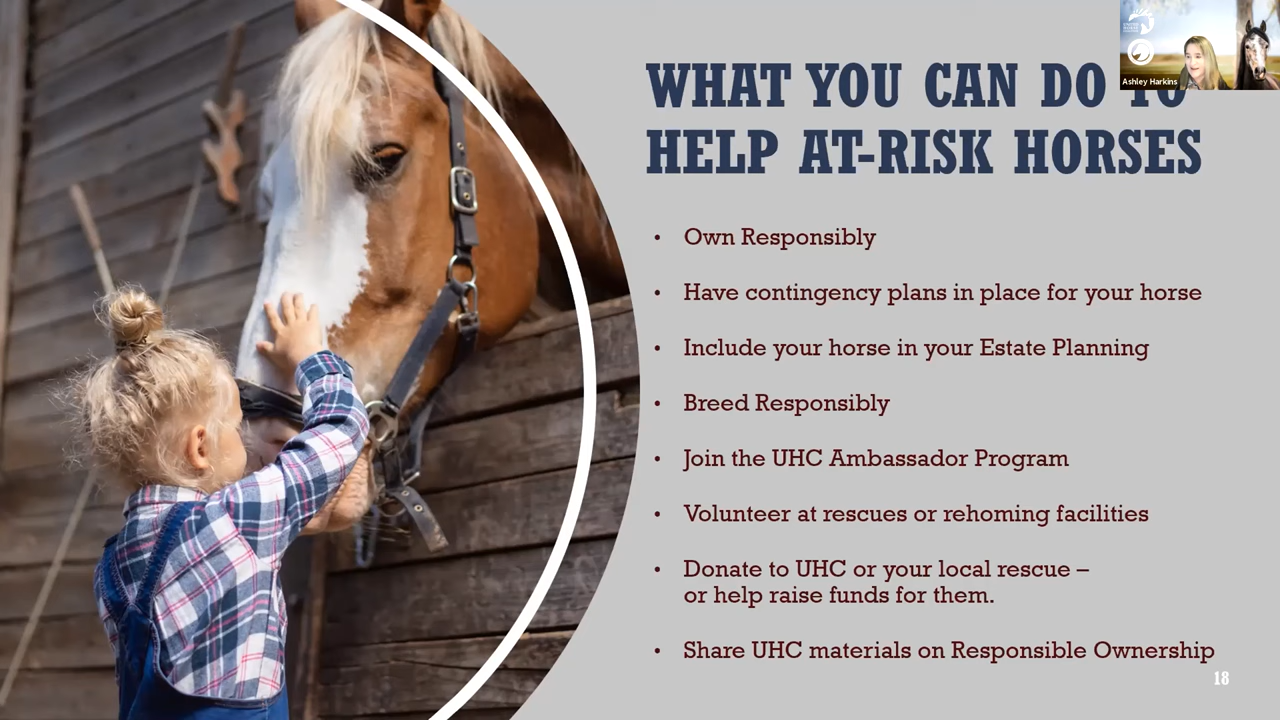 WHAT YOU CAN DO TO
HELP AT-RISK HORSES
Ashley Harkins
• Own Responsibly
• Have contingency plans in place for your horse
• Include your horse in your Estate Planning
• Breed Responsibly
• Join the UHC Ambassador Program
• Volunteer at rescues or rehoming facilities
• Donate to UHC or your local rescue –
or help raise funds for them.
• Share UHC materials on Responsible Ownership
18